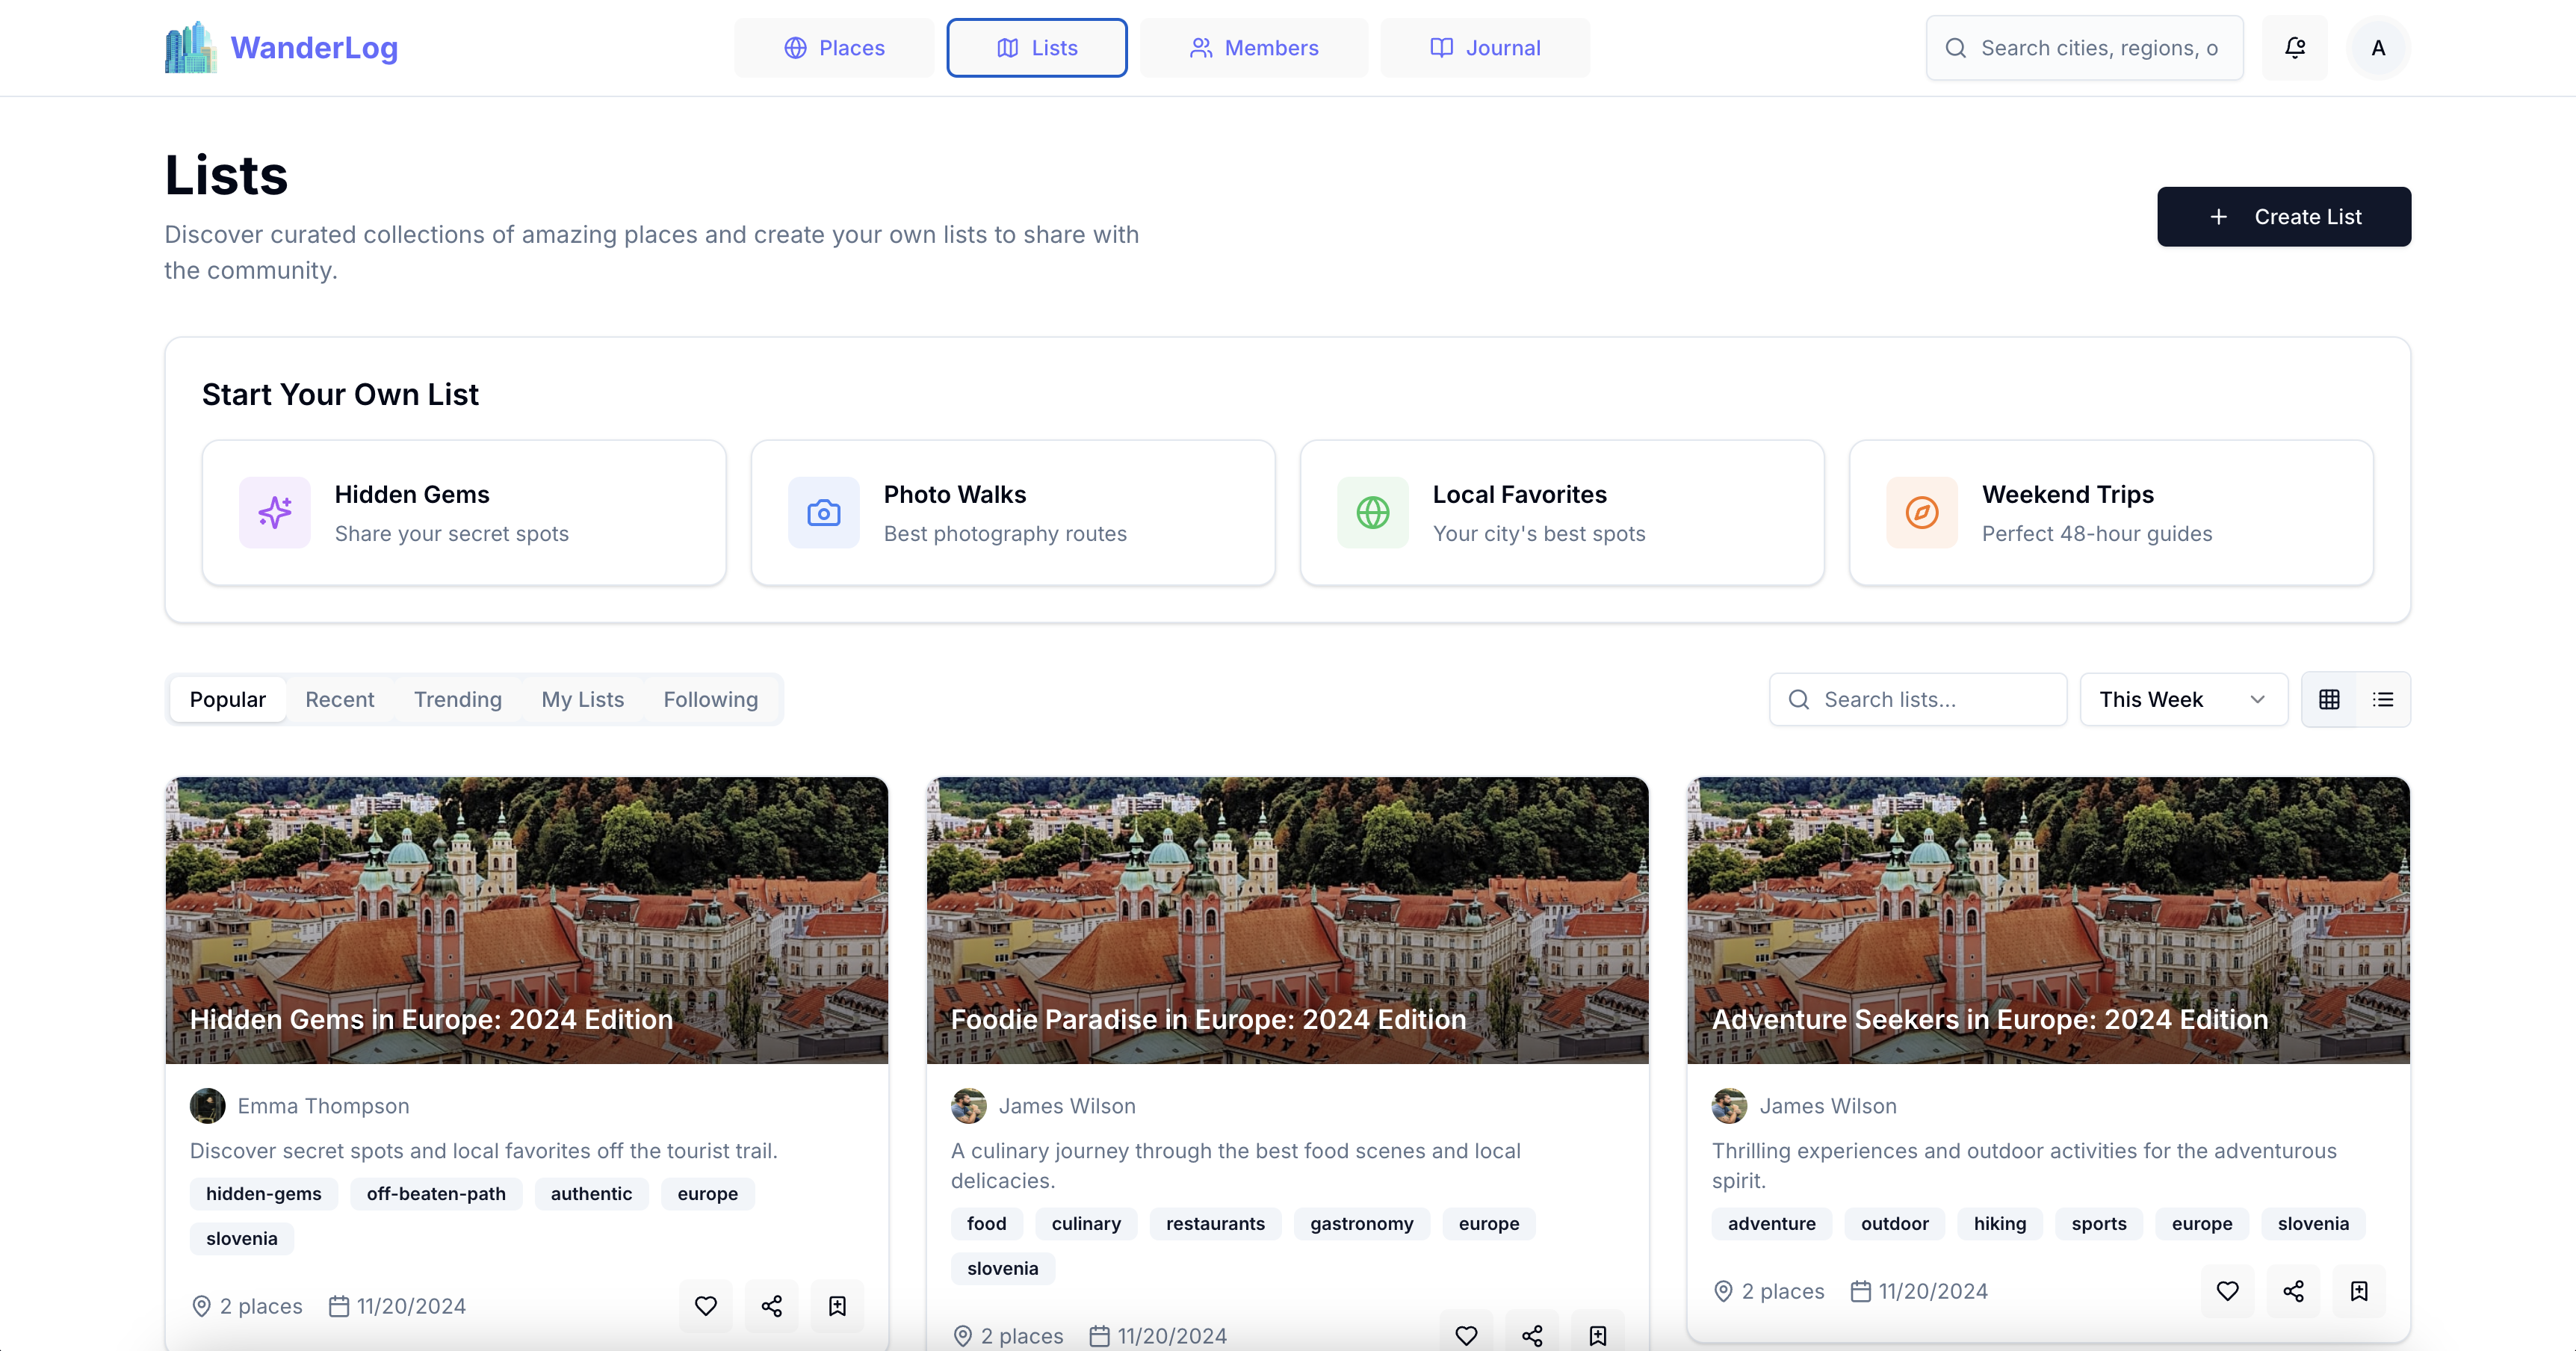 WanderLog
Places
Lists
Members
Journal
Search cities, regions, o
A
Lists
Discover curated collections of amazing places and create your own lists to share with
the community.
Create List
Start Your Own List
Hidden Gems
Share your secret spots
Photo Walks
Best photography routes
Local Favorites
Your city's best spots
Weekend Trips
Perfect 48-hour guides
Popular
Recent
Trending
My Lists
Following
Search lists...
This Week
Hidden Gems in Europe: 2024 Edition
Emma Thompson
Discover secret spots and local favorites off the tourist trail.
hidden-gems off-beaten-path authentic europe
slovenia
2 places 11/20/2024
Foodie Paradise in Europe: 2024 Edition
James Wilson
A culinary journey through the best food scenes and local
delicacies.
food culinary restaurants gastronomy europe
slovenia
2 places 11/20/2024
Adventure Seekers in Europe: 2024 Edition
James Wilson
Thrilling experiences and outdoor activities for the adventurous
spirit.
adventure outdoor hiking sports europe slovenia
2 places 11/20/2024